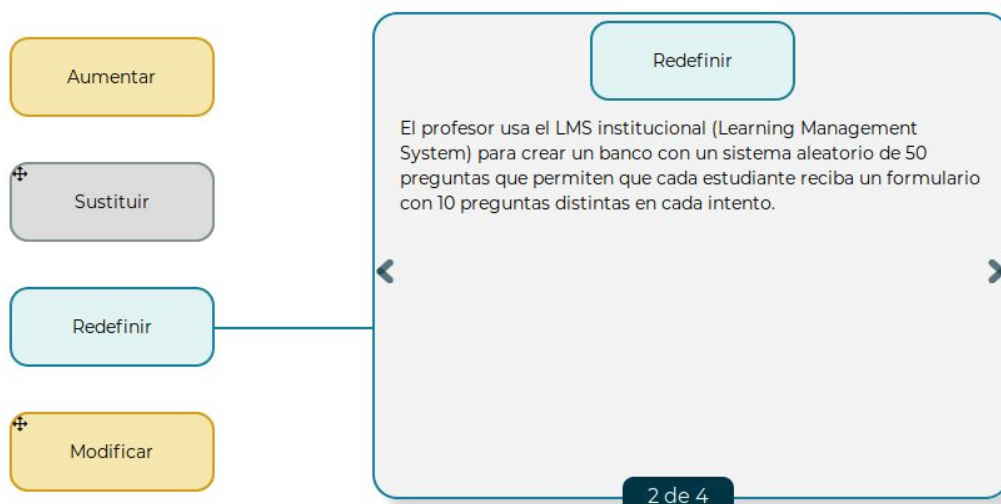 Aumentar
Sustituir
Redefinir
Modificar
Redefinir
El profesor usa el LMS institucional (Learning Management
System) para crear un banco con un sistema aleatorio de 50
preguntas que permiten que cada estudiante reciba un formulario
con 10 preguntas distintas en cada intento.
2 de 4